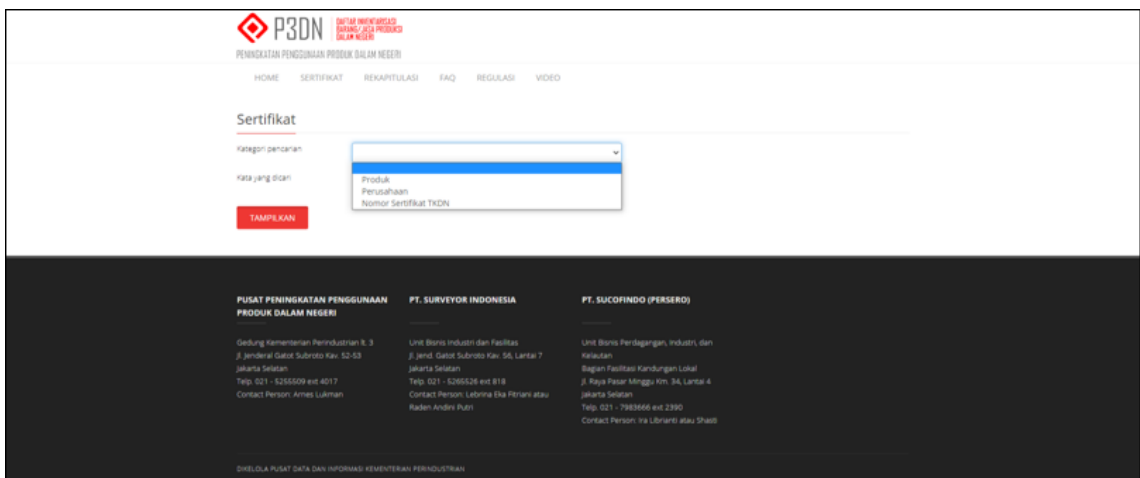 P3DN
DAFTAR INVENTARISASI
BARANG/JASA PRODUKSI
DALAM NEGERI
PENINGKATAN PENGGUNAAN PRODUK DALAM NEGERI
HOME SERTIFIKAT REKAPITULASI FAQ REGULASI VIDEO
Sertifikat
Kategori pencarian
Kata yang dicari
Produk
Perusahaan
Nomor Sertifikat TKDN
TAMPILKAN
PUSAT PENINGKATAN PENGGUNAAN
PRODUK DALAM NEGERI
Gedung Kementerian Perindustrian lt. 3
Jl. Jenderal Gatot Subroto Kav. 52-53
Jakarta Selatan
Telp. 021 - 5255509 ext 4017
Contact Person: Arnes Lukman
PT. SURVEYOR INDONESIA
Unit Bisnis Industri dan Fasilitas
Jl. Jend. Gatot Subroto Kav. 56, Lantai 7
Jakarta Selatan
Telp. 021 - 5265526 ext 818
Contact Person: Lebrina Eka Fitriani atau
Raden Andini Putri
PT. SUCOFINDO (PERSERO)
Unit Bisnis Perdagangan, Industri, dan
Kelautan
Bagian Fasilitasi Kandungan Lokal
Jl. Raya Pasar Minggu Km. 34, Lantai 4
Jakarta Selatan
Telp. 021 - 7983666 ext 2390
Contact Person: Ira Librianti atau Shasti
DIKELOLA PUSAT DATA DAN INFORMASI KEMENTERIAN PERINDUSTRIAN